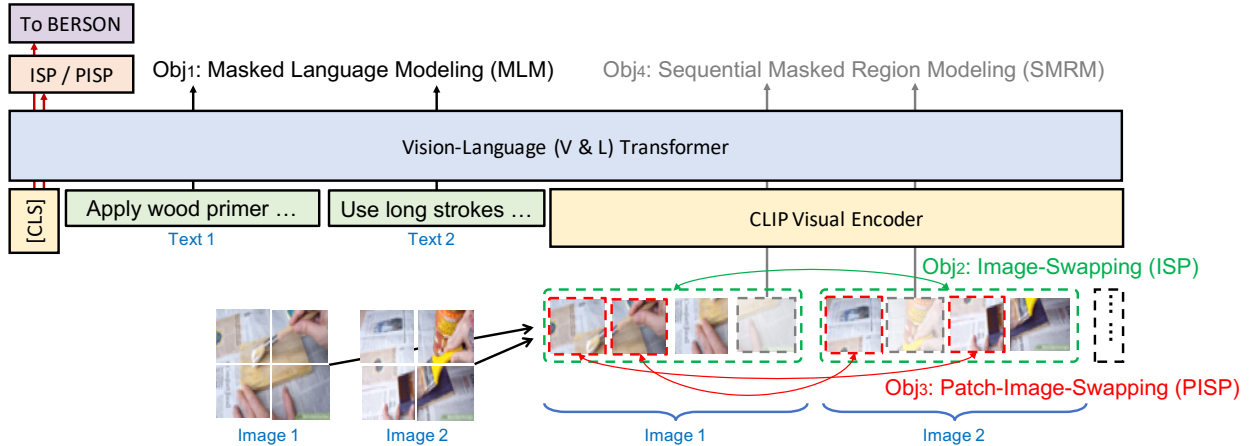 To BERSON
ISP / PISP
Obj1: Masked Language Modeling (MLM)
Obj4: Sequential Masked Region Modeling (SMRM)
Vision-Language (V & L) Transformer
[CLS]
Apply wood primer …
Use long strokes …
CLIP Visual Encoder
Text 1
Text 2
Obj2: Image-Swapping (ISP)
Obj3: Patch-Image-Swapping (PISP)
Image 1
Image 2
Image 1
Image 2